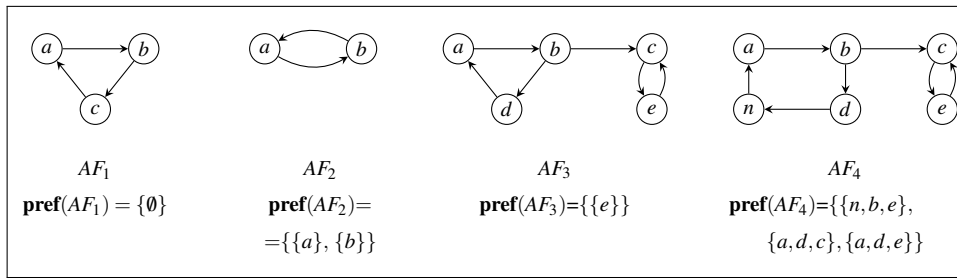 a b a b a b c a b c
c d e n d e
AF₁ AF₂ AF₃ AF₄
pref(AF₁) = {∅} pref(AF₂)= pref(AF₃)={{e}} pref(AF₄)={{n,b,e},
={{a}, {b}} {a,d,c},{a,d,e}}